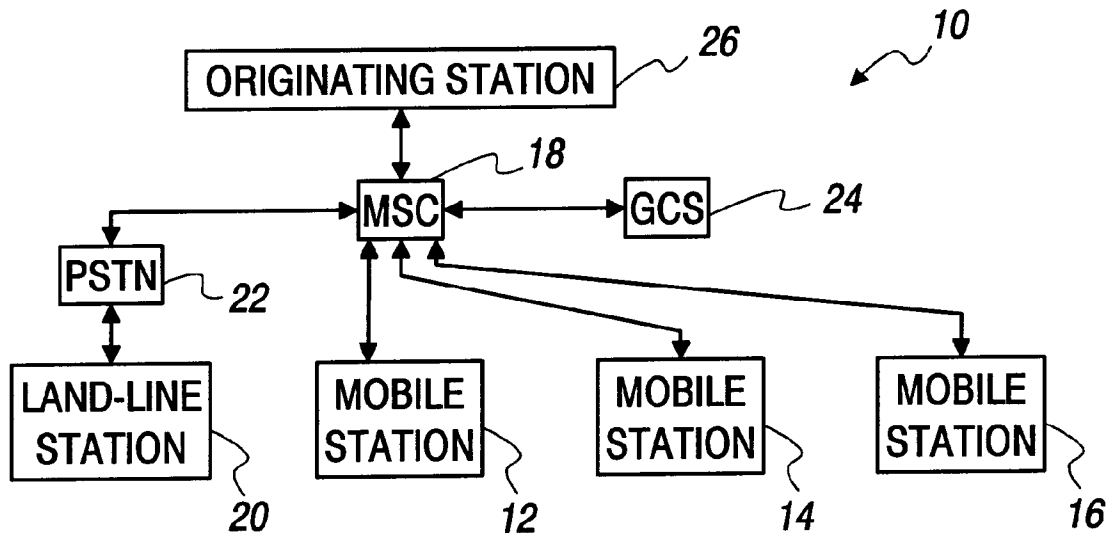 10
26
ORIGINATING STATION
18
MSC
GCS
24
PSTN
22
LAND-LINE
STATION
MOBILE
STATION
MOBILE
STATION
MOBILE
STATION
20
12
14
16